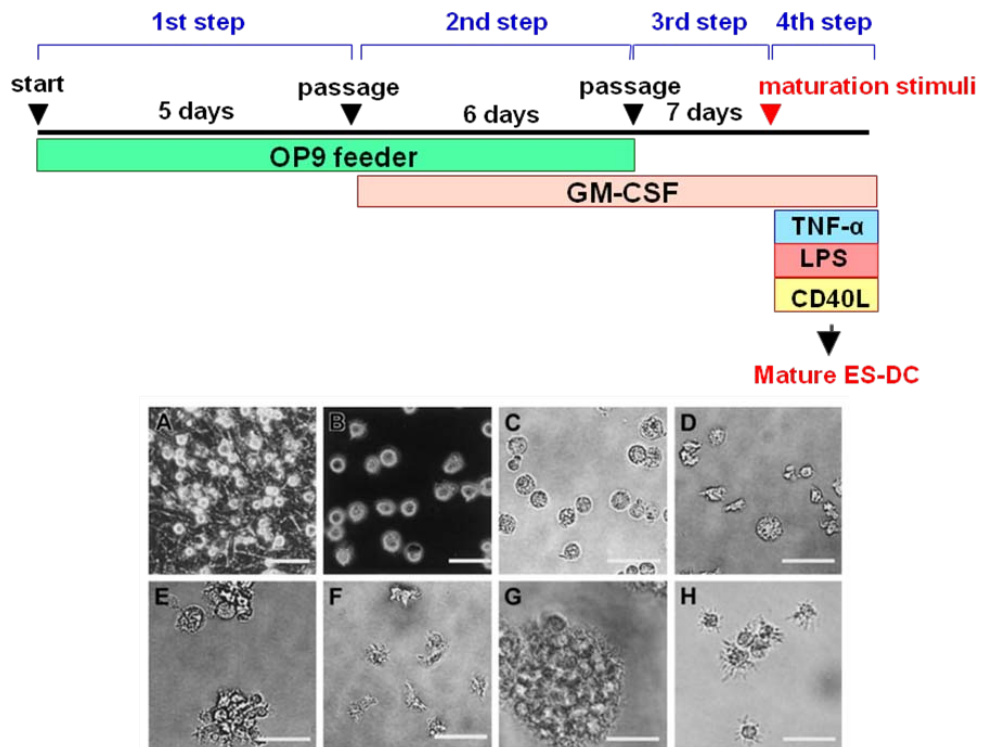 1st step 2nd step 3rd step 4th step
start passage passage maturation stimuli
5 days 6 days 7 days
OP9 feeder
GM-CSF
TNF-α
LPS
CD40L
Mature ES-DC
A B C D
E F G H